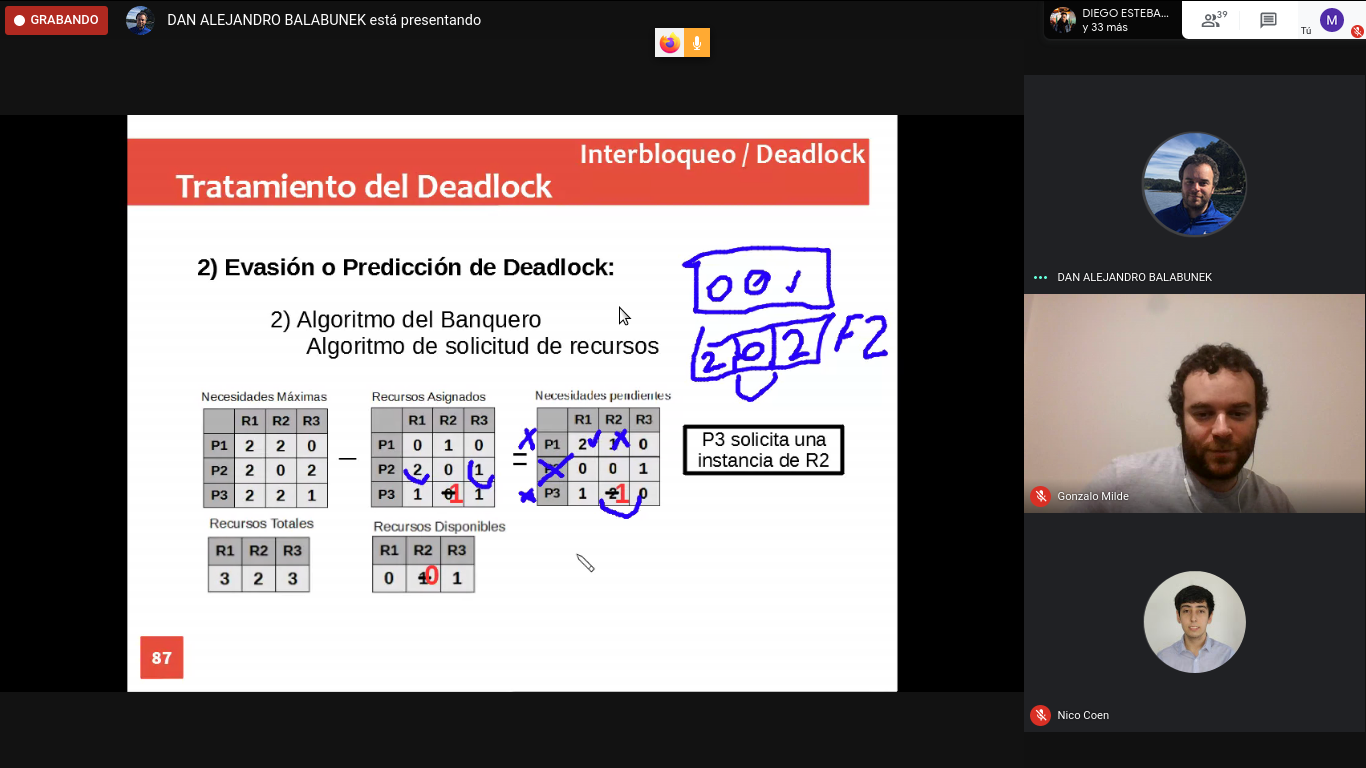 GRABANDO
DAN ALEJANDRO BALABUNEK está presentando
DIEGO ESTEBA...
y 33 más
39
Tú
M
Interbloqueo / Deadlock
Tratamiento del Deadlock
2) Evasión o Predicción de Deadlock:
0 0 1
2) Algoritmo del Banquero
Algoritmo de solicitud de recursos
2 0 2 F2
Necesidades Máximas
R1 R2 R3
P1 2 2 0
P2 2 0 2
P3 2 2 1
—
Recursos Asignados
R1 R2 R3
P1 0 1 0
P2 2 0 1
P3 1 0 1 1
=
Necesidades pendientes
R1 R2 R3
X P1 2 ✓ 1 X 0
P2 0 0 1
x P3 1 2 1 0
P3 solicita una
instancia de R2
Recursos Totales
R1 R2 R3
3 2 3
Recursos Disponibles
R1 R2 R3
0 1 0 1
87
DAN ALEJANDRO BALABUNEK
Gonzalo Milde
Nico Coen